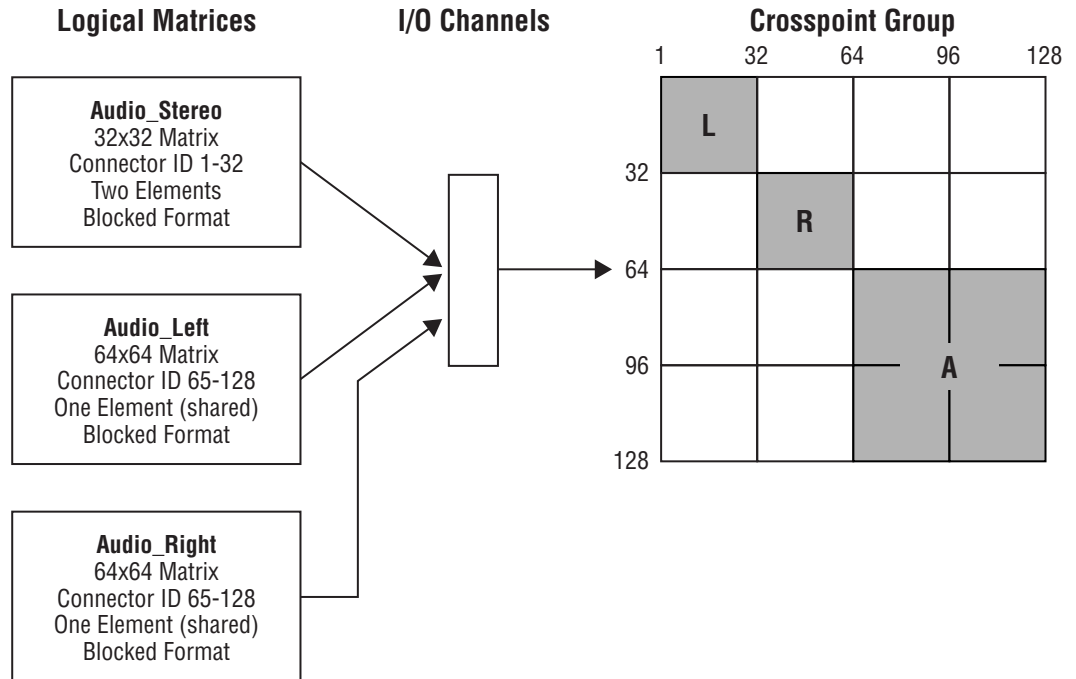 Logical Matrices
I/O Channels
Crosspoint Group
1 32 64 96 128
Audio_Stereo
32x32 Matrix
Connector ID 1-32
Two Elements
Blocked Format
L
32
R
64
Audio_Left
64x64 Matrix
Connector ID 65-128
One Element (shared)
Blocked Format
96
A
128
Audio_Right
64x64 Matrix
Connector ID 65-128
One Element (shared)
Blocked Format